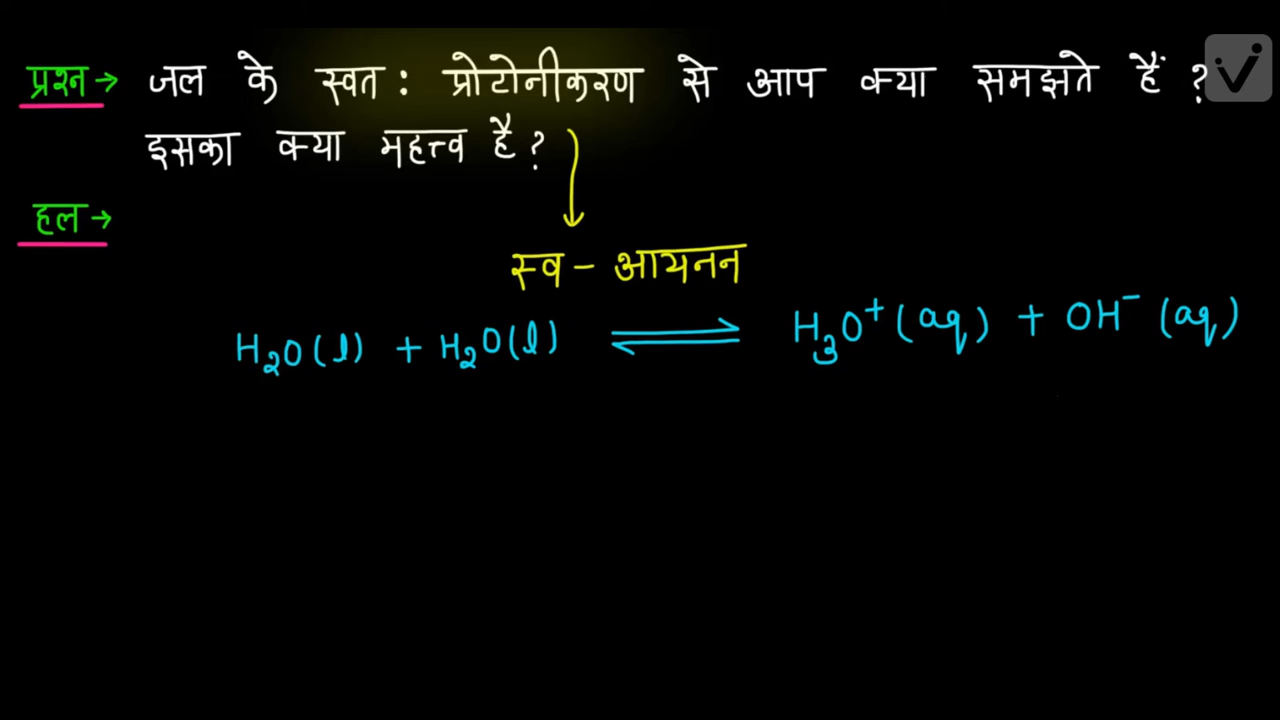 प्रश्न → जल के स्वत : प्रोटोनीकरण से आप क्या समझते हैं ?
इसका क्या महत्त्व है ?
हल →
स्व - आयनन
H₂O(l) + H₂O(l) ⇌ H₃O⁺(aq) + OH⁻(aq)